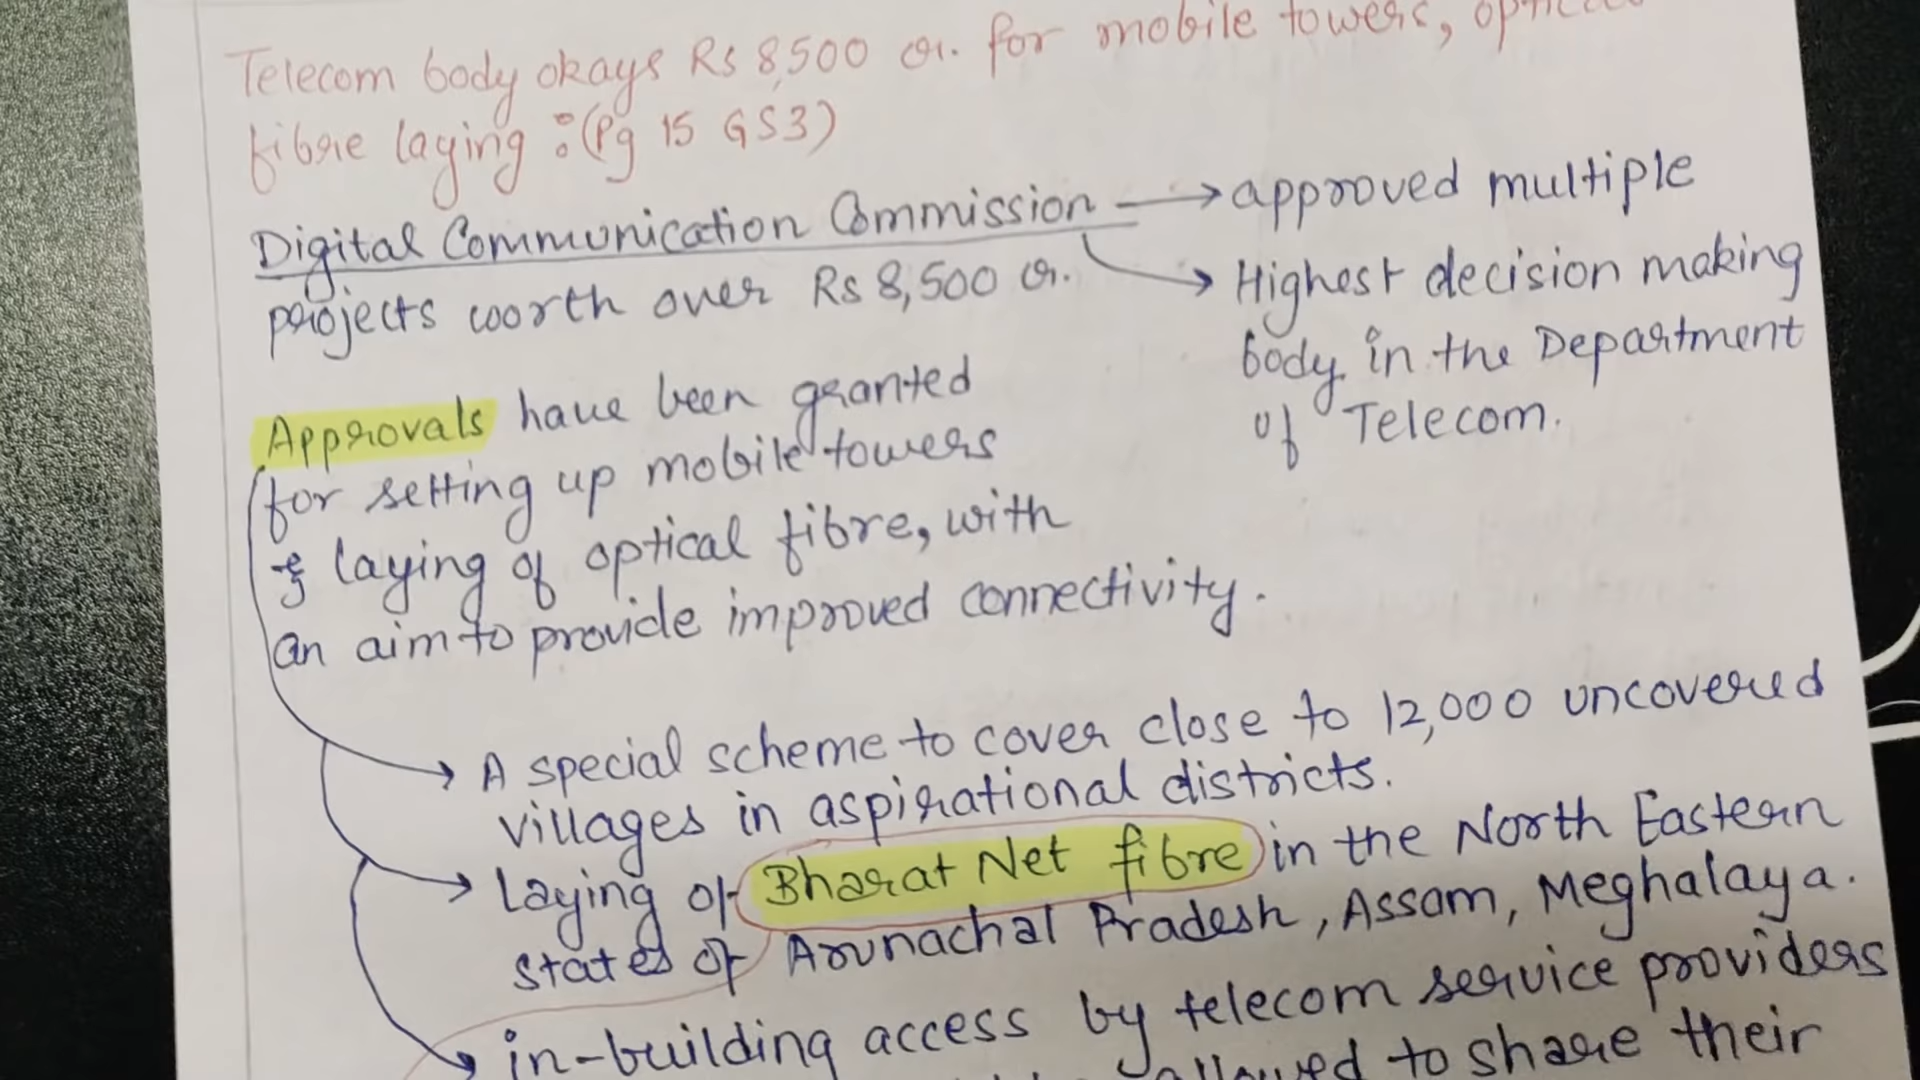 Telecom body okays Rs 8,500 cr. for mobile towers,
fibre laying : (Pg 15 GS3)
Digital Communication Commission → approved multiple
projects worth over Rs 8,500 cr.
→ Highest decision making
body in the Department
of Telecom.
Approvals have been granted
for setting up mobile towers
& laying of optical fibre, with
an aim to provide improved connectivity.
→ A special scheme to cover close to 12,000 uncovered
villages in aspirational districts.
→ Laying of Bharat Net fibre in the North Eastern
states of Arunachal Pradesh, Assam, Meghalaya.
→ in-building access by telecom service providers
allowed to share their